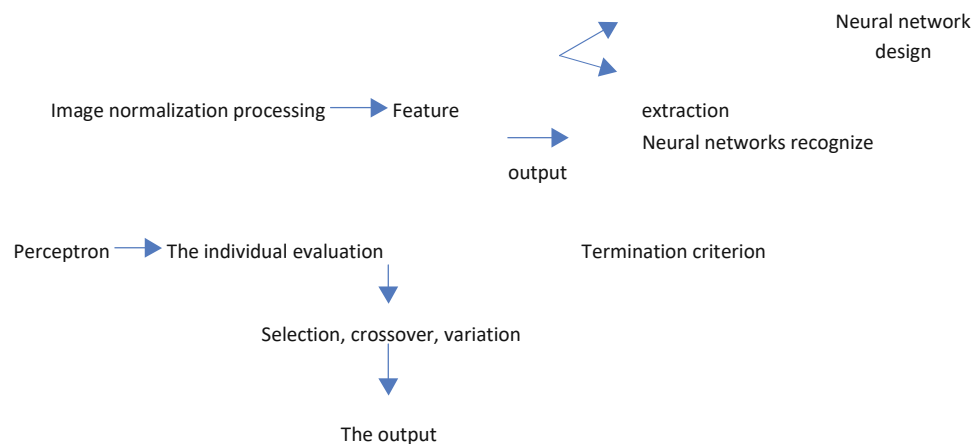 Neural network
design
Image normalization processing Feature extraction
Neural networks recognize
output
Perceptron The individual evaluation Termination criterion
Selection, crossover, variation
The output